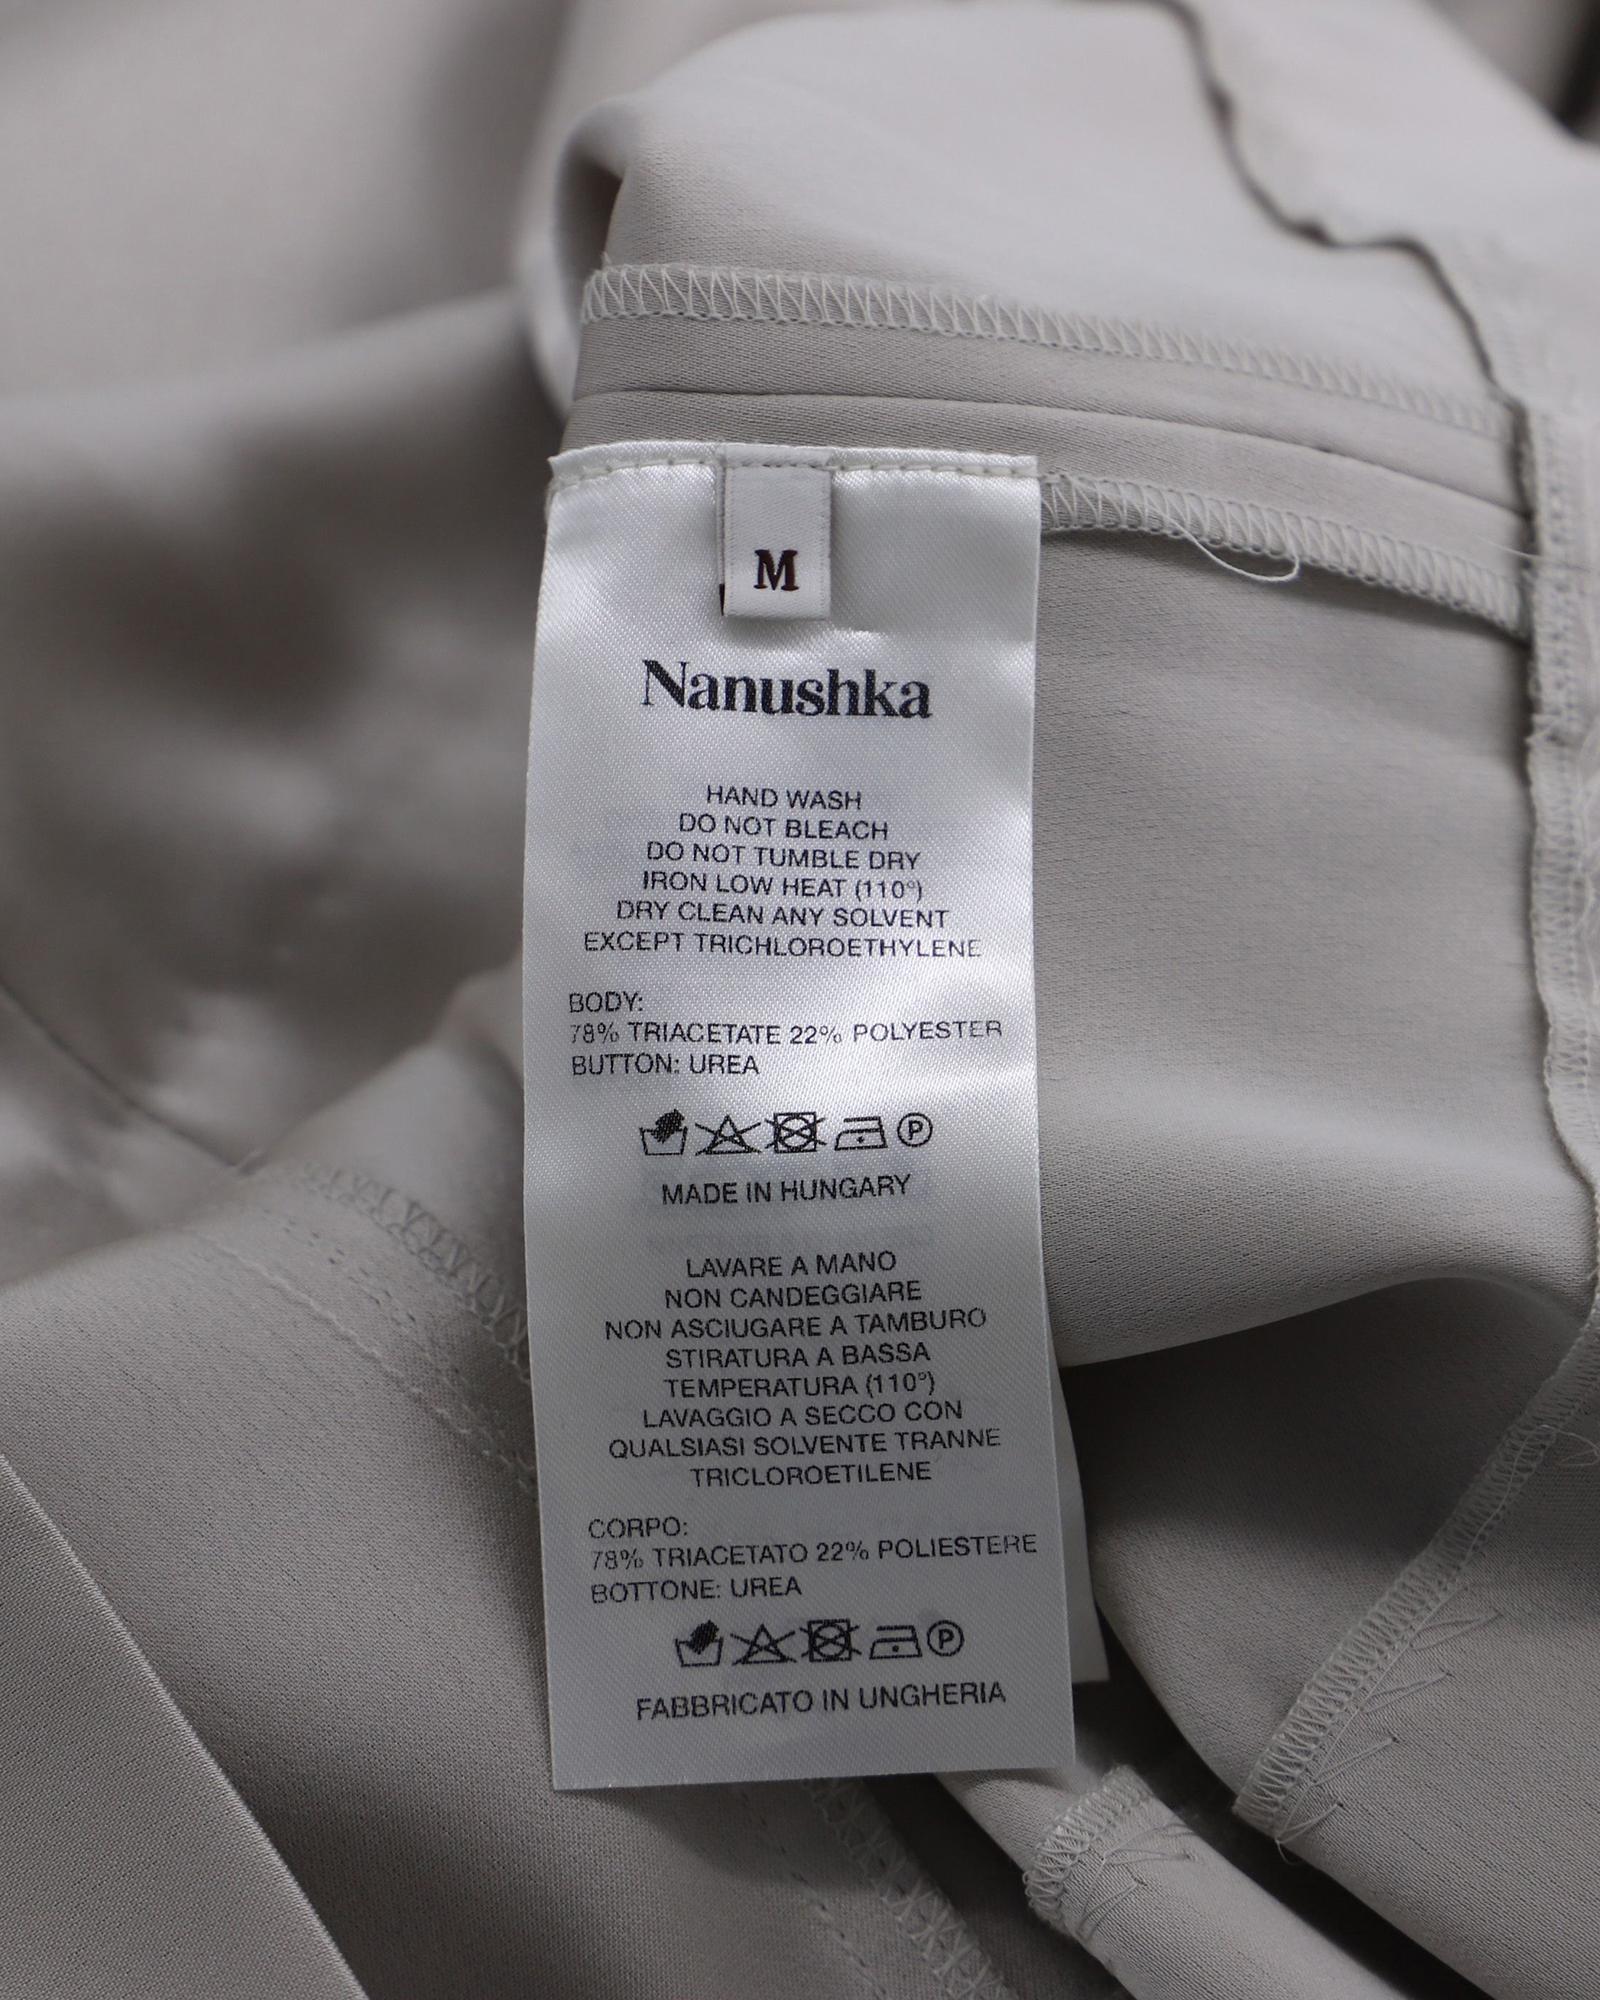 M
Nanushka
HAND WASH
DO NOT BLEACH
DO NOT TUMBLE DRY
IRON LOW HEAT (110°)
DRY CLEAN ANY SOLVENT
EXCEPT TRICHLOROETHYLENE
BODY:
78% TRIACETATE 22% POLYESTER
BUTTON: UREA
P
MADE IN HUNGARY
LAVARE A MANO
NON CANDEGGIARE
NON ASCIUGARE A TAMBURO
STIRATURA A BASSA
TEMPERATURA (110°)
LAVAGGIO A SECCO CON
QUALSIASI SOLVENTE TRANNE
TRICLOROETILENE
CORPO:
78% TRIACETATO 22% POLIESTERE
BOTTONE: UREA
P
FABBRICATO IN UNGHERIA